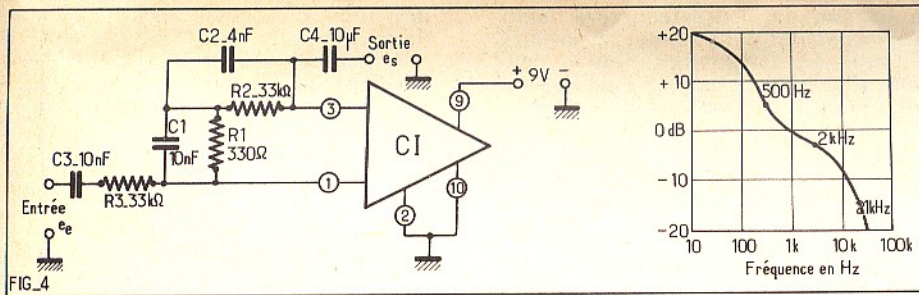 C2_4nF
C4_10µF
Sortie
es
+ 9V -
R2_33kΩ
3
9
C1
10nF
R1
330Ω
CI
C3_10nF
R3_33kΩ
1
2
10
Entrée
ee
FIG_4
+20
+10
0 dB
-10
-20
500 Hz
2kHz
21kHz
10
100
1k
10k
100k
Fréquence en Hz